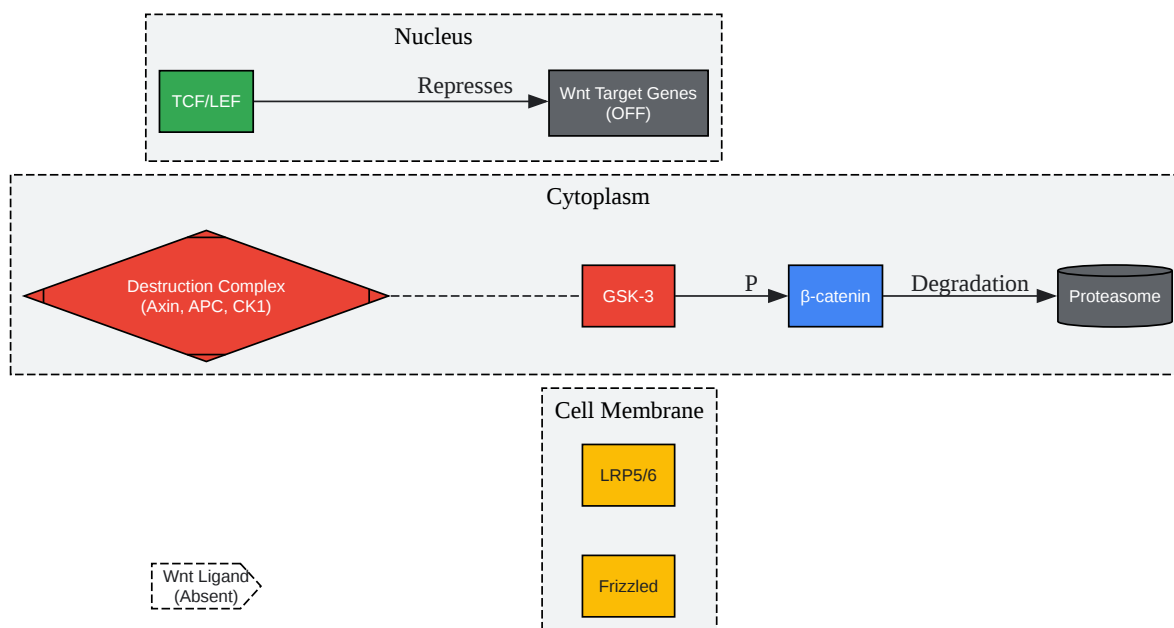 Nucleus
TCF/LEF
Represses
Wnt Target Genes
(OFF)
Cytoplasm
Destruction Complex
(Axin, APC, CK1)
GSK-3
P
β-catenin
Degradation
Proteasome
Cell Membrane
LRP5/6
Wnt Ligand
(Absent)
Frizzled